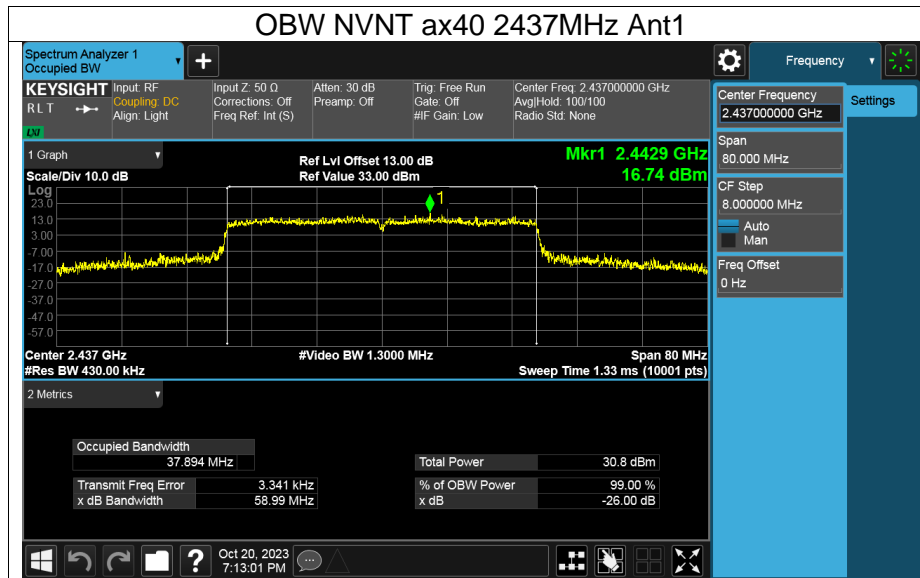 OBW NVNT ax40 2437MHz Ant1
Spectrum Analyzer 1
Occupied BW
+
Frequency
KEYSIGHT
R L T
LXI
Input: RF
Coupling: DC
Align: Light
Input Z: 50 Ω
Corrections: Off
Freq Ref: Int (S)
Atten: 30 dB
Preamp: Off
Trig: Free Run
Gate: Off
#IF Gain: Low
Center Freq: 2.437000000 GHz
Avg|Hold: 100/100
Radio Std: None
Center Frequency
2.437000000 GHz
Settings
Span
80.000 MHz
CF Step
8.000000 MHz
Auto
Man
Freq Offset
0 Hz
1 Graph
Scale/Div 10.0 dB
Ref Lvl Offset 13.00 dB
Ref Value 33.00 dBm
Mkr1 2.4429 GHz
16.74 dBm
Log
23.0
13.0
3.00
-7.00
-17.0
-27.0
-37.0
-47.0
-57.0
1
Center 2.437 GHz
#Video BW 1.3000 MHz
Span 80 MHz
#Res BW 430.00 kHz
Sweep Time 1.33 ms (10001 pts)
2 Metrics
Occupied Bandwidth
37.894 MHz
Total Power 30.8 dBm
Transmit Freq Error 3.341 kHz
% of OBW Power 99.00 %
x dB Bandwidth 58.99 MHz
x dB -26.00 dB
?
Oct 20, 2023
7:13:01 PM